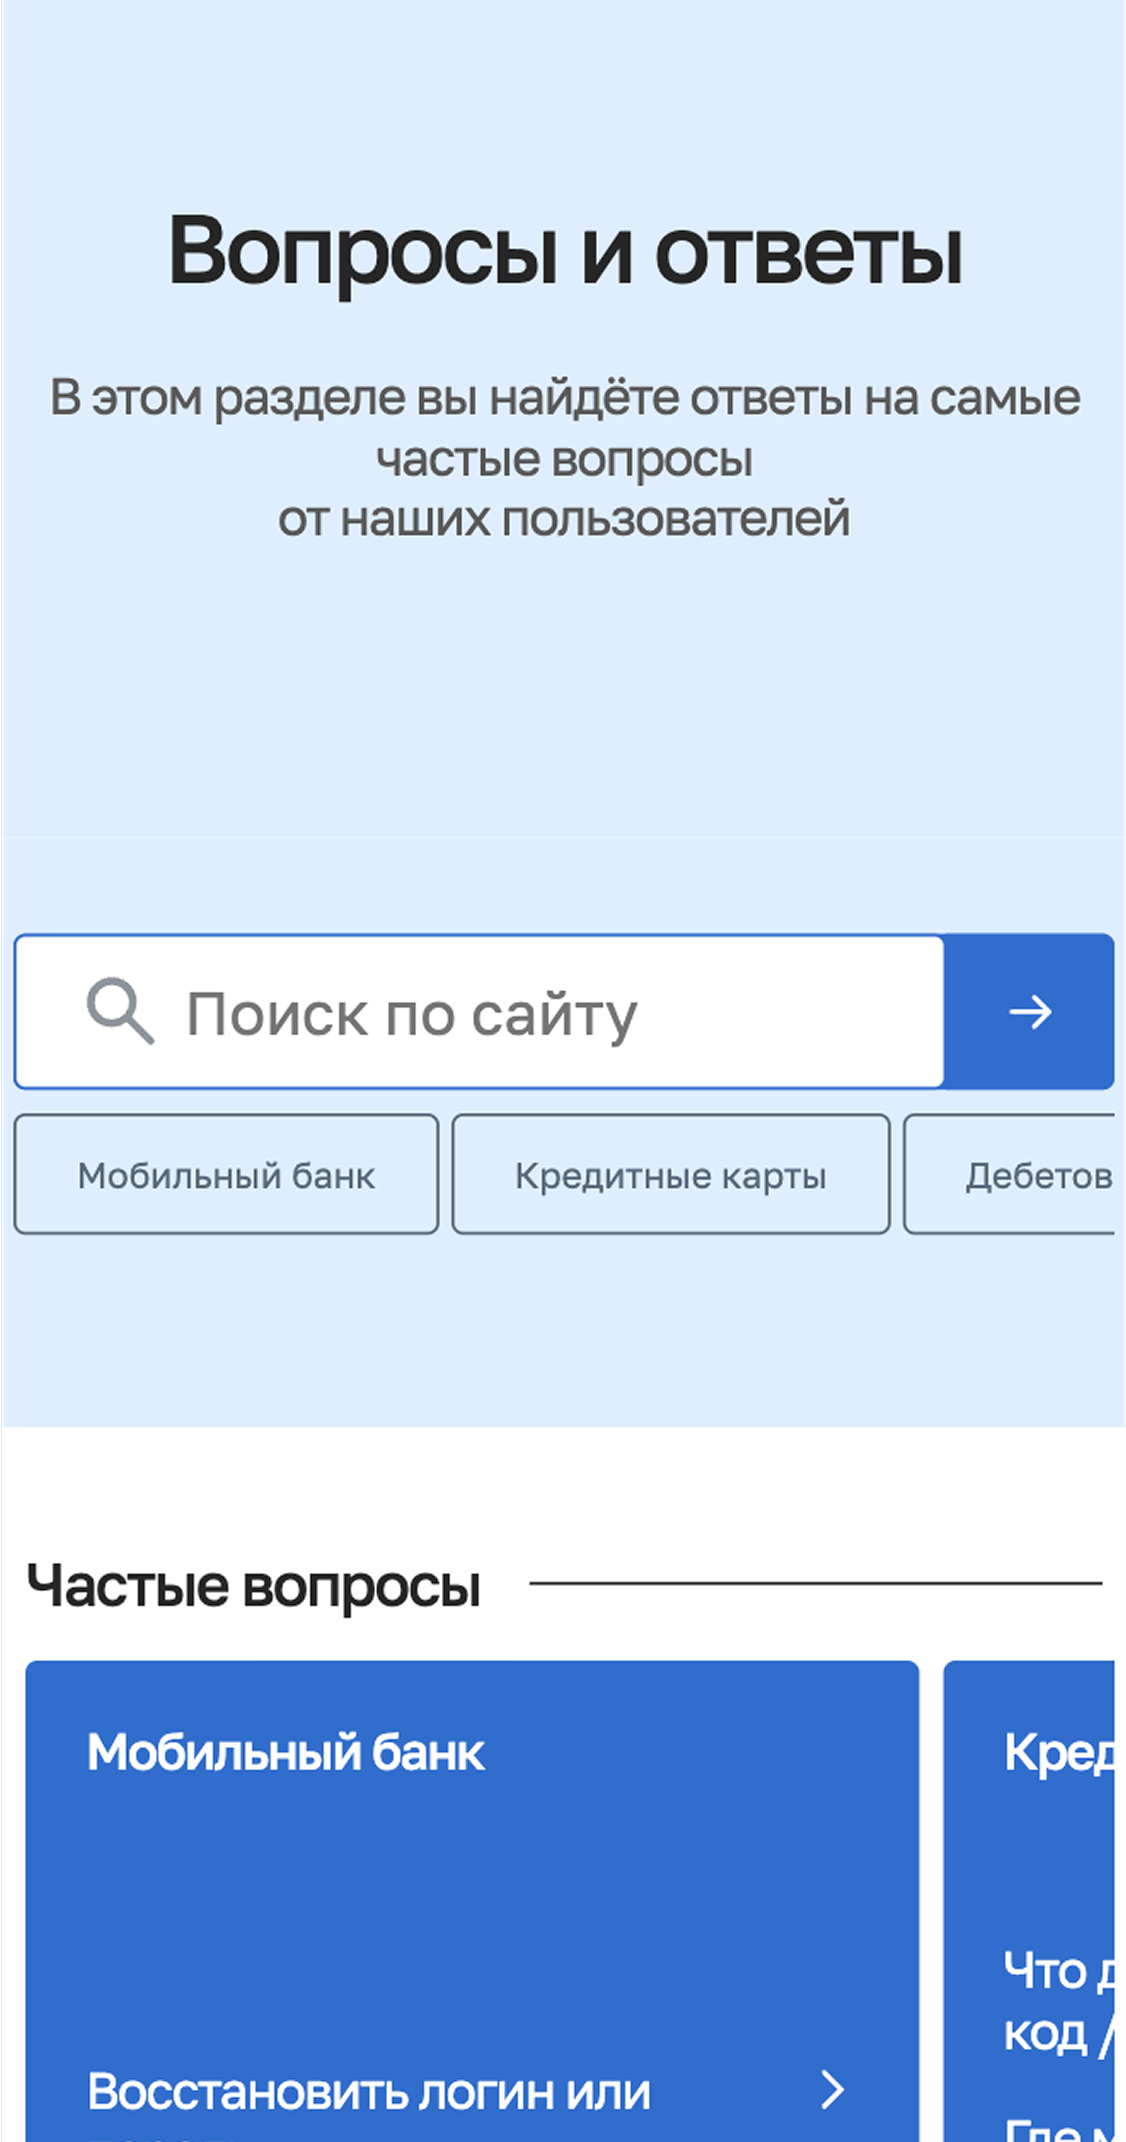 Вопросы и ответы
В этом разделе вы найдёте ответы на самые
частые вопросы
от наших пользователей
Поиск по сайту
Мобильный банк
Кредитные карты
Дебетов
Частые вопросы
Мобильный банк
Восстановить логин или
Кред
Что д
код /
Где м